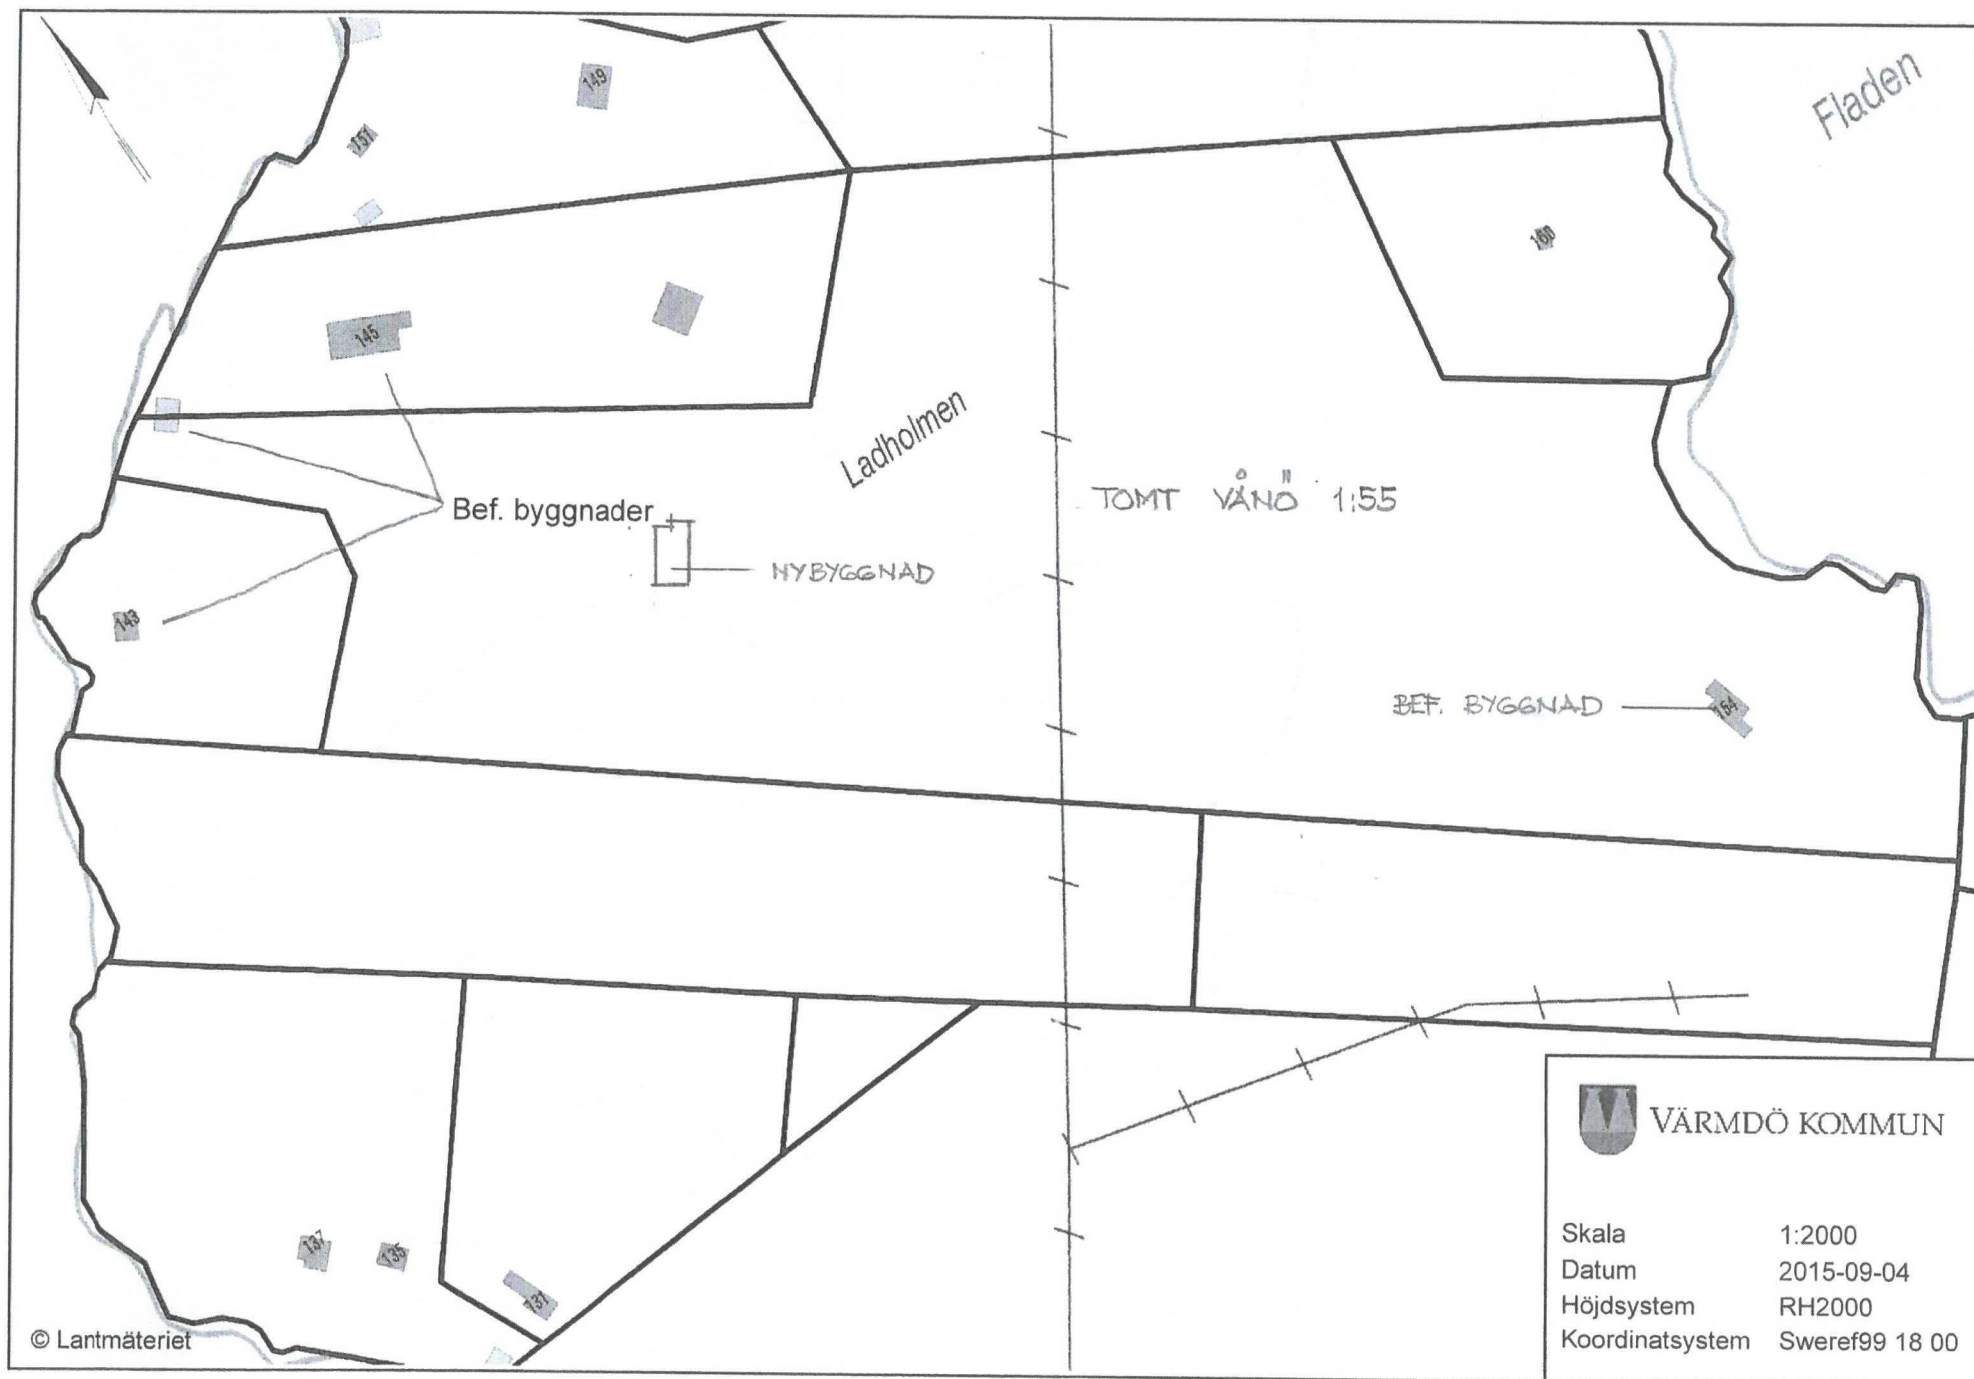 149
151
Fladen
160
145
Ladholmen
TOMT VÅNÖ 1:55
Bef. byggnader
NYBYGGNAD
143
BEF. BYGGNAD
154
VÄRMDÖ KOMMUN
137
135
131
Skala 1:2000
Datum 2015-09-04
Höjdsystem RH2000
Koordinatsystem Sweref99 18 00
© Lantmäteriet